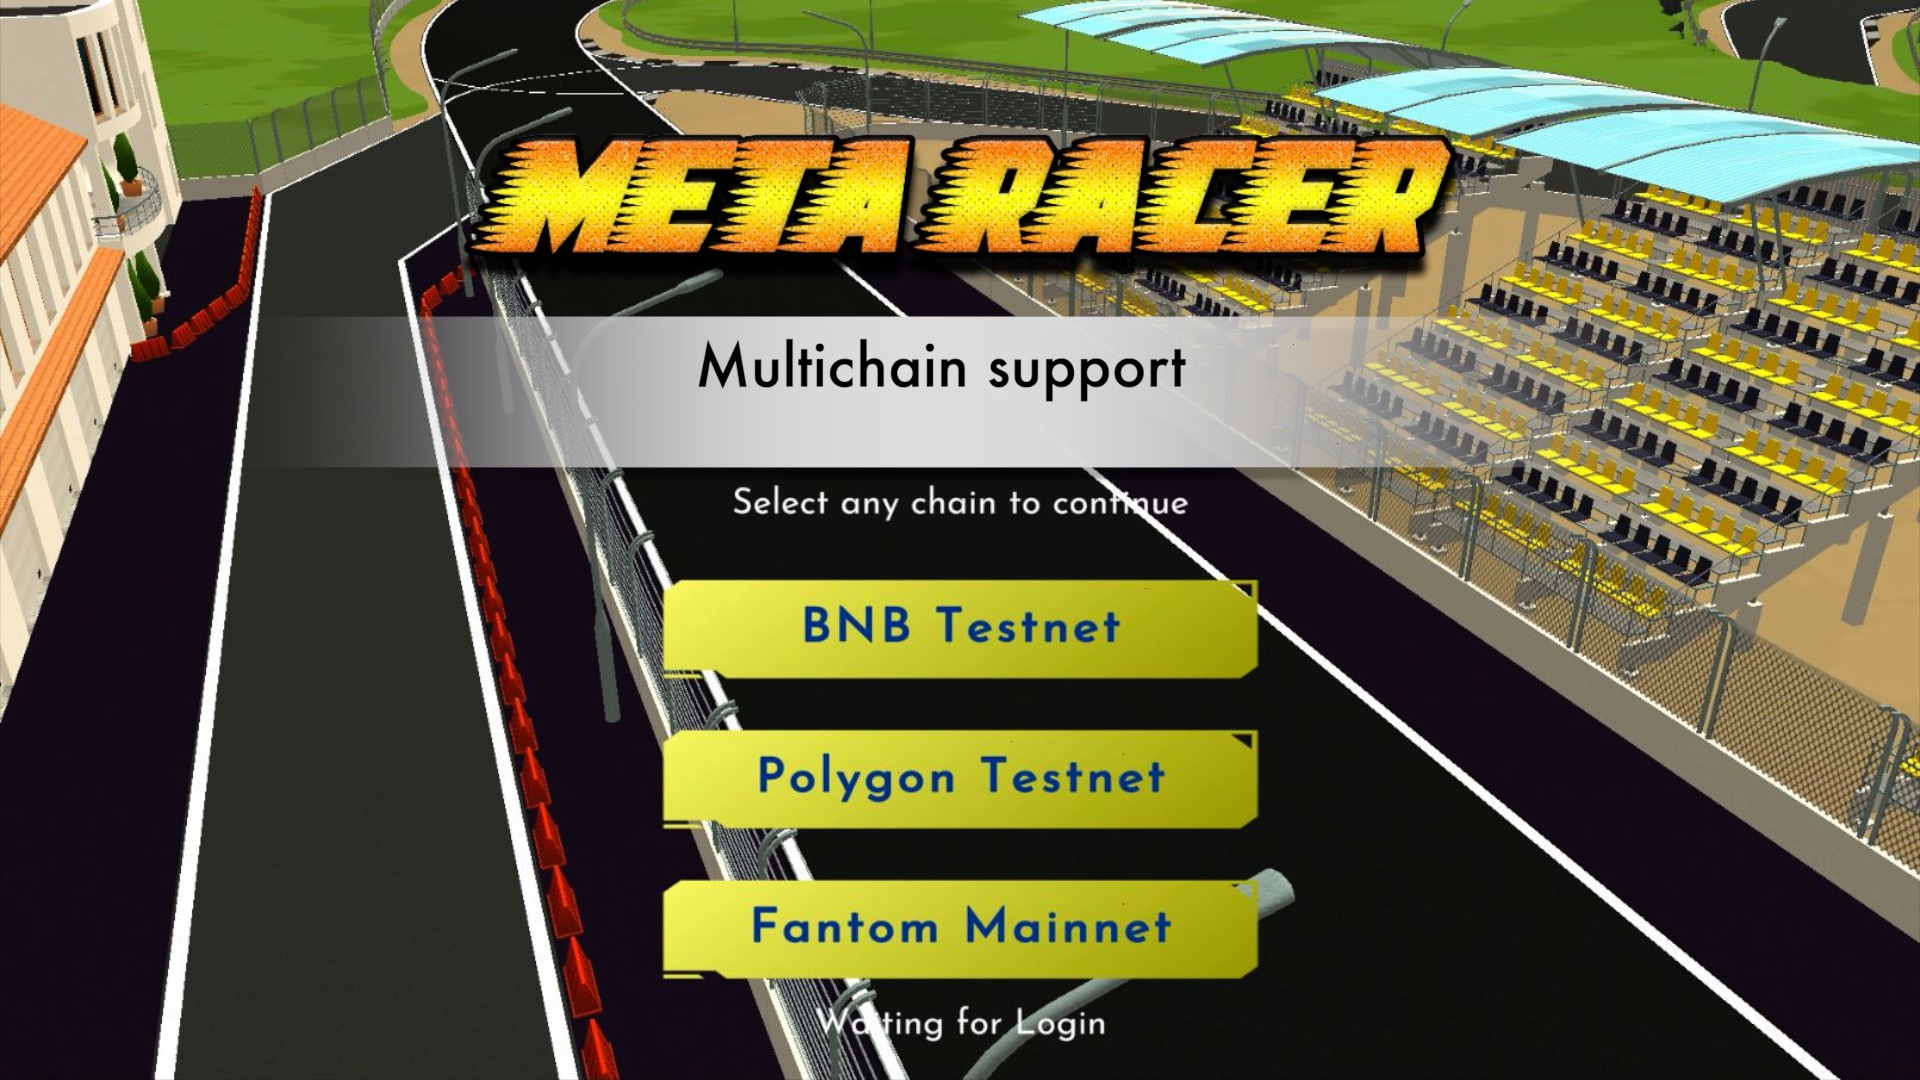 META RACER
Multichain support
Select any chain to continue
BNB Testnet
Polygon Testnet
Fantom Mainnet
Waiting for Login